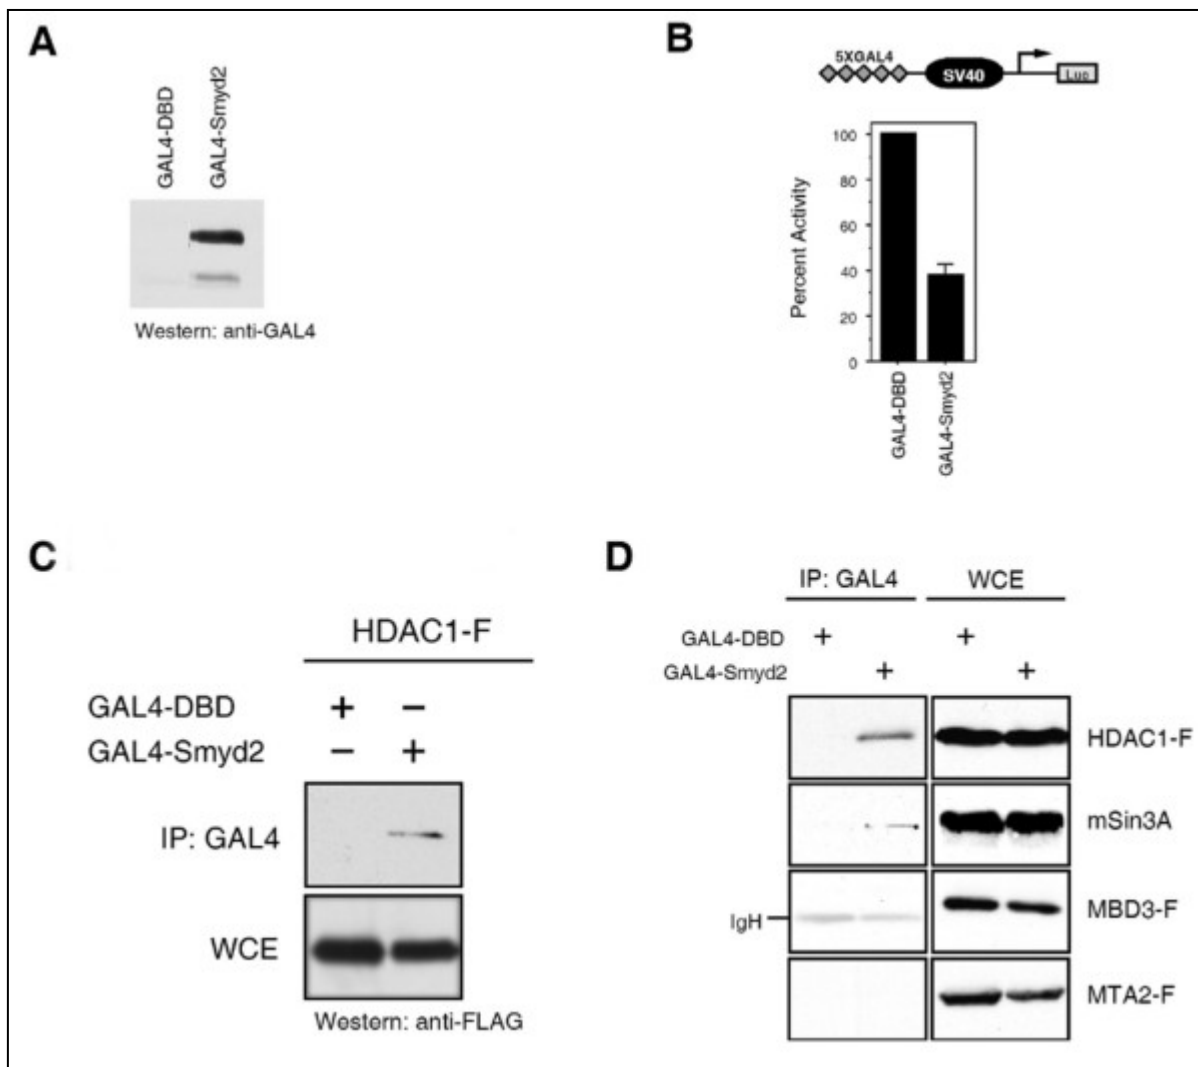 A
GAL4-DBD
GAL4-Smyd2
Western: anti-GAL4
B
5XGAL4
SV40
Luc
Percent Activity
100
80
60
40
20
0
GAL4-DBD
GAL4-Smyd2
C
HDAC1-F
GAL4-DBD + −
GAL4-Smyd2 − +
IP: GAL4
WCE
Western: anti-FLAG
D
IP: GAL4 WCE
GAL4-DBD + +
GAL4-Smyd2 + +
HDAC1-F
mSin3A
IgH
MBD3-F
MTA2-F